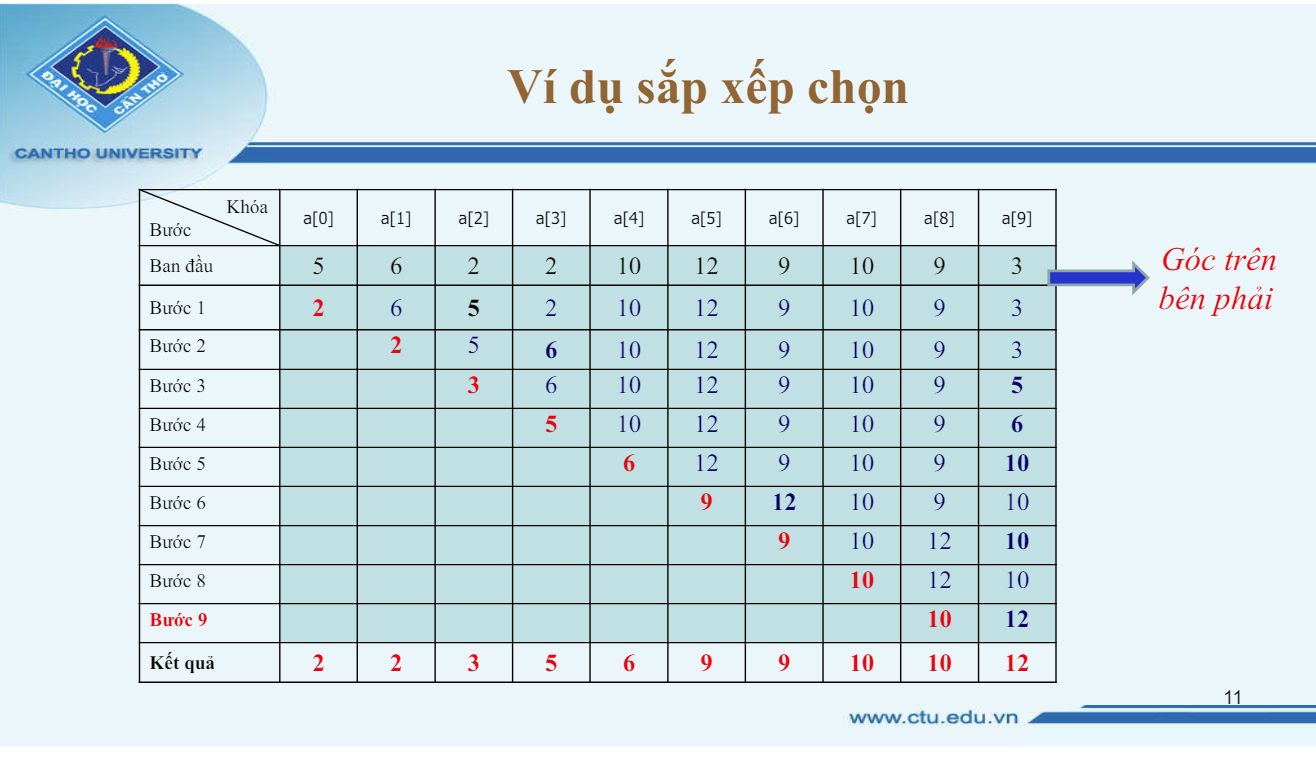 ĐẠI HỌC CẦN THƠ
CANTHO UNIVERSITY
Ví dụ sắp xếp chọn
Khóa
Bước a[0] a[1] a[2] a[3] a[4] a[5] a[6] a[7] a[8] a[9]
Ban đầu 5 6 2 2 10 12 9 10 9 3
Góc trên
bên phải
Bước 1 2 6 5 2 10 12 9 10 9 3
Bước 2 2 5 6 10 12 9 10 9 3
Bước 3 3 6 10 12 9 10 9 5
Bước 4 5 10 12 9 10 9 6
Bước 5 6 12 9 10 9 10
Bước 6 9 12 10 9 10
Bước 7 9 10 12 10
Bước 8 10 12 10
Bước 9 10 12
Kết quả 2 2 3 5 6 9 9 10 10 12
11
www.ctu.edu.vn